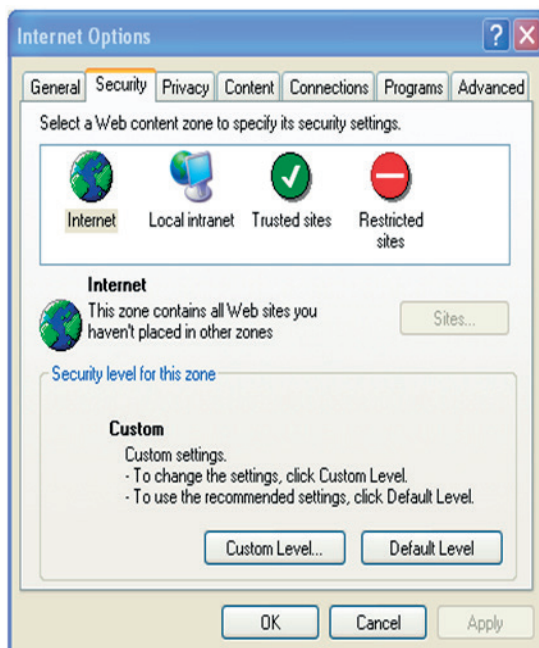 Internet Options
General Security Privacy Content Connections Programs Advanced
Select a Web content zone to specify its security settings.
Internet Local intranet Trusted sites Restricted
sites
Internet
This zone contains all Web sites you
haven't placed in other zones
Sites...
Security level for this zone
Custom
Custom settings.
- To change the settings, click Custom Level.
- To use the recommended settings, click Default Level.
Custom Level... Default Level
OK Cancel Apply